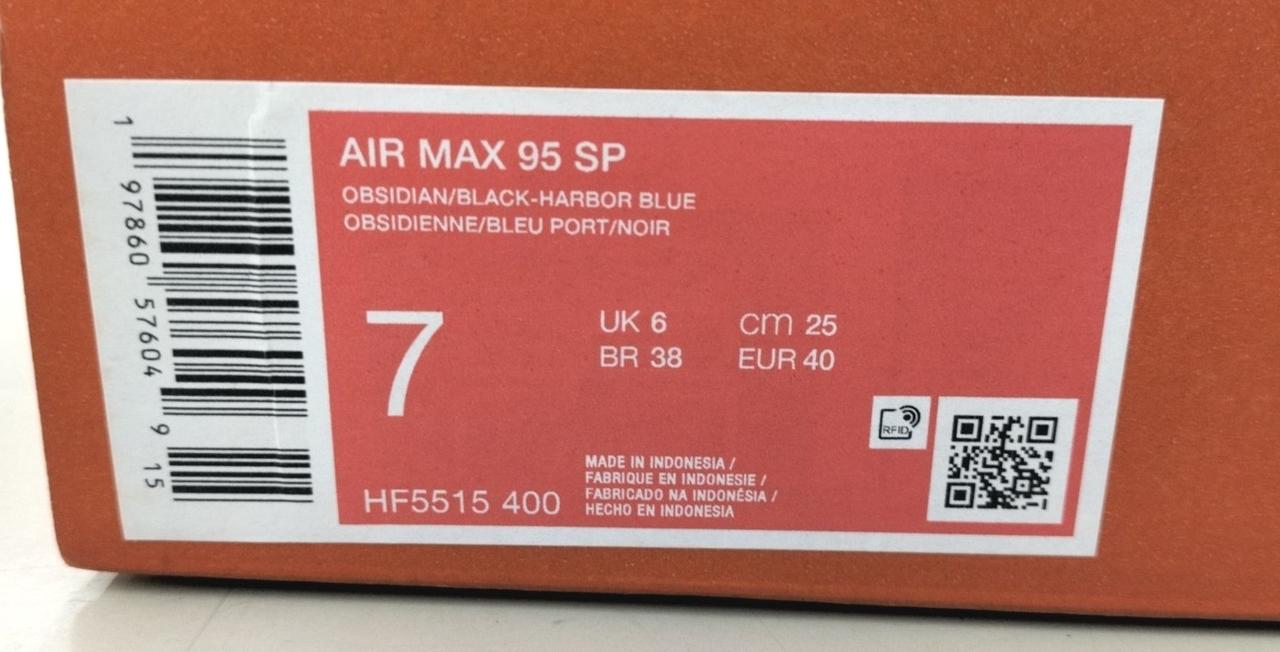 1 97860 57604 9 15
AIR MAX 95 SP
OBSIDIAN/BLACK-HARBOR BLUE
OBSIDIENNE/BLEU PORT/NOIR
7
UK 6 cm 25
BR 38 EUR 40
RFID
HF5515 400
MADE IN INDONESIA /
FABRIQUE EN INDONESIE /
FABRICADO NA INDONÉSIA /
HECHO EN INDONESIA